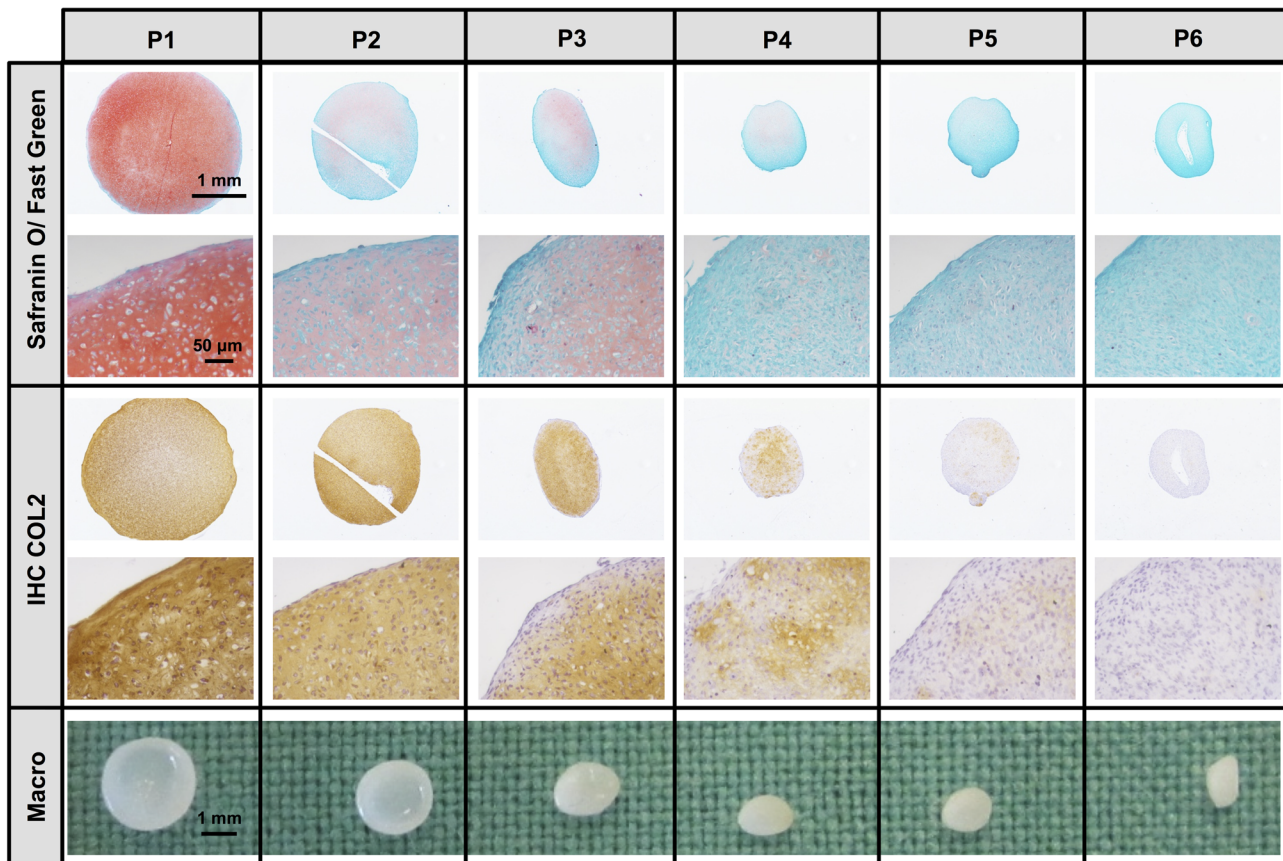 P1 P2 P3 P4 P5 P6
Safranin O/ Fast Green
1 mm
50 µm
IHC COL2
Macro
1 mm